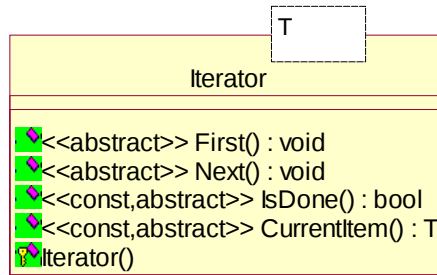 T
Iterator
<<abstract>> First() : void
<<abstract>> Next() : void
<<const,abstract>> IsDone() : bool
<<const,abstract>> CurrentItem() : T
Iterator()